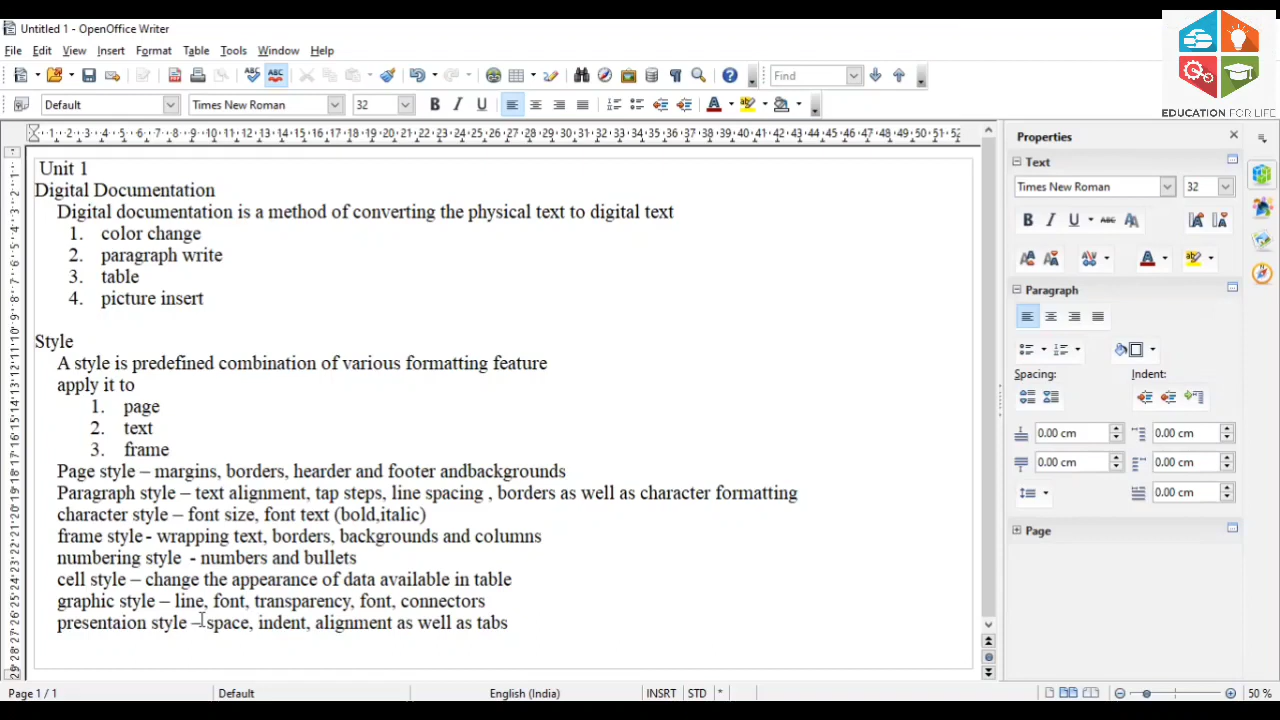 Untitled 1 - OpenOffice Writer
File Edit View Insert Format Table Tools Window Help
Find
Default Times New Roman 32
EDUCATION FOR LIFE
Unit 1
Digital Documentation
Digital documentation is a method of converting the physical text to digital text
1. color change
2. paragraph write
3. table
4. picture insert
Style
A style is predefined combination of various formatting feature
apply it to
1. page
2. text
3. frame
Page style – margins, borders, hearder and footer andbackgrounds
Paragraph style – text alignment, tap steps, line spacing , borders as well as character formatting
character style – font size, font text (bold,italic)
frame style - wrapping text, borders, backgrounds and columns
numbering style - numbers and bullets
cell style – change the appearance of data available in table
graphic style – line, font, transparency, font, connectors
presentaion style – space, indent, alignment as well as tabs
Properties
Text
Times New Roman 32
Paragraph
Spacing: Indent:
0.00 cm 0.00 cm
0.00 cm 0.00 cm
0.00 cm
Page
Page 1 / 1 Default English (India) INSRT STD * 50 %